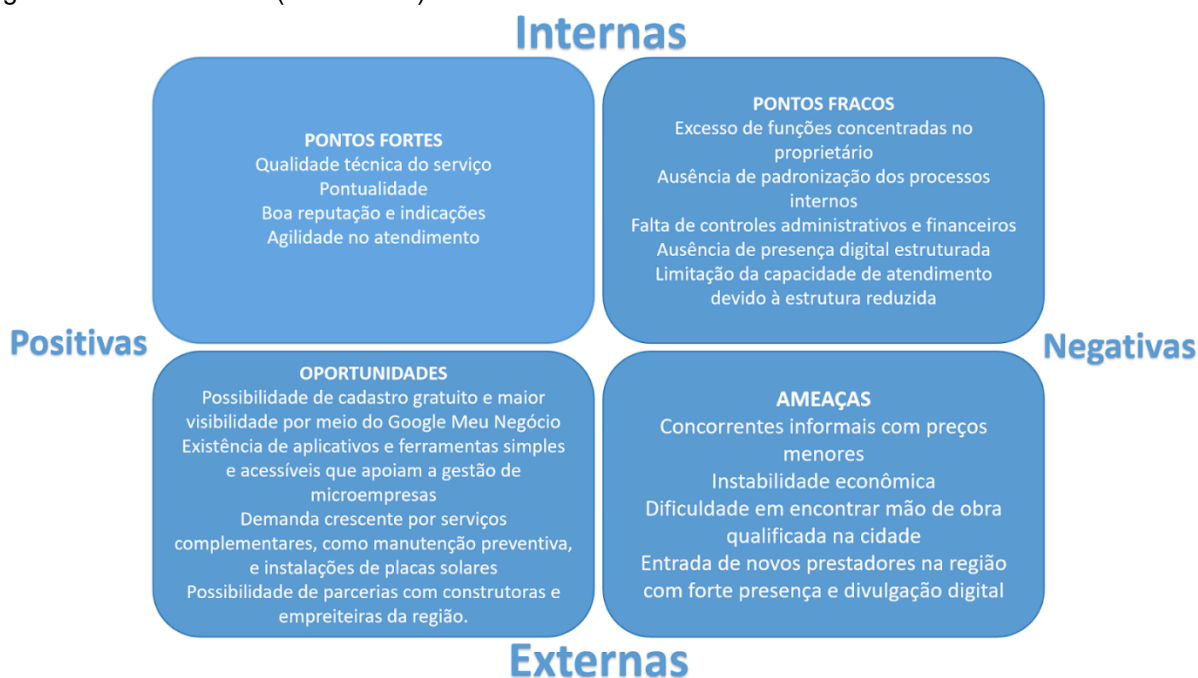 Internas
PONTOS FORTES
Qualidade técnica do serviço
Pontualidade
Boa reputação e indicações
Agilidade no atendimento
PONTOS FRACOS
Excesso de funções concentradas no
proprietário
Ausência de padronização dos processos
internos
Falta de controles administrativos e financeiros
Ausência de presença digital estruturada
Limitação da capacidade de atendimento
devido à estrutura reduzida
Positivas
Negativas
OPORTUNIDADES
Possibilidade de cadastro gratuito e maior
visibilidade por meio do Google Meu Negócio
Existência de aplicativos e ferramentas simples
e acessíveis que apoiam a gestão de
microempresas
Demanda crescente por serviços
complementares, como manutenção preventiva,
e instalações de placas solares
Possibilidade de parcerias com construtoras e
empreiteiras da região.
AMEAÇAS
Concorrentes informais com preços
menores
Instabilidade econômica
Dificuldade em encontrar mão de obra
qualificada na cidade
Entrada de novos prestadores na região
com forte presença e divulgação digital
Externas